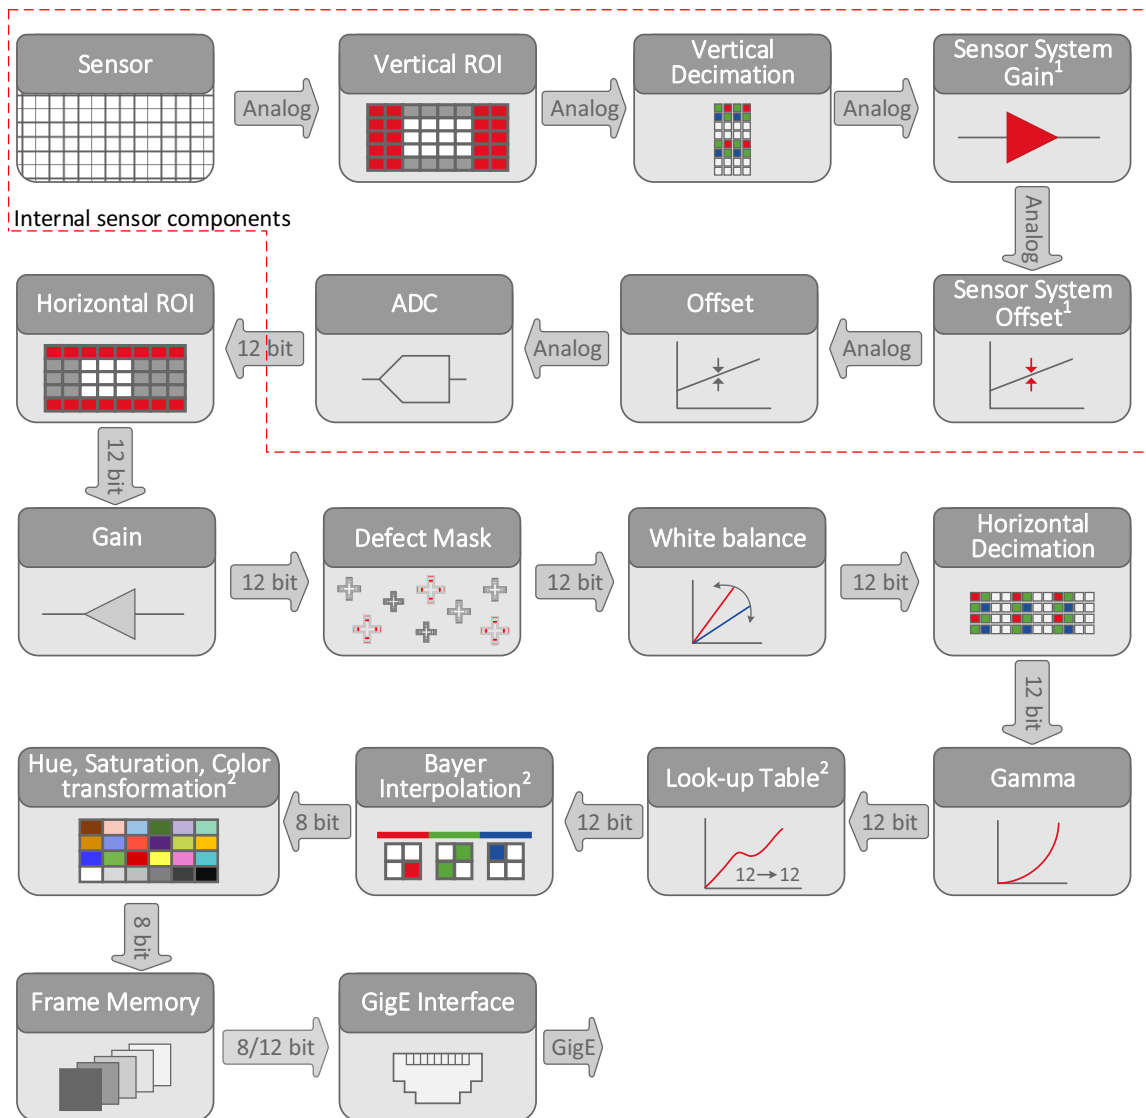 Sensor
Analog
Vertical ROI
Analog
Vertical
Decimation
Analog
Sensor System
Gain¹
Analog
Internal sensor components
Sensor System
Offset¹
Analog
Offset
Analog
ADC
12 bit
Horizontal ROI
12 bit
Gain
12 bit
Defect Mask
12 bit
White balance
12 bit
Horizontal
Decimation
12 bit
Gamma
12 bit
Look-up Table²
12→12
12 bit
Bayer
Interpolation²
8 bit
Hue, Saturation, Color
transformation²
8 bit
Frame Memory
8/12 bit
GigE Interface
GigE